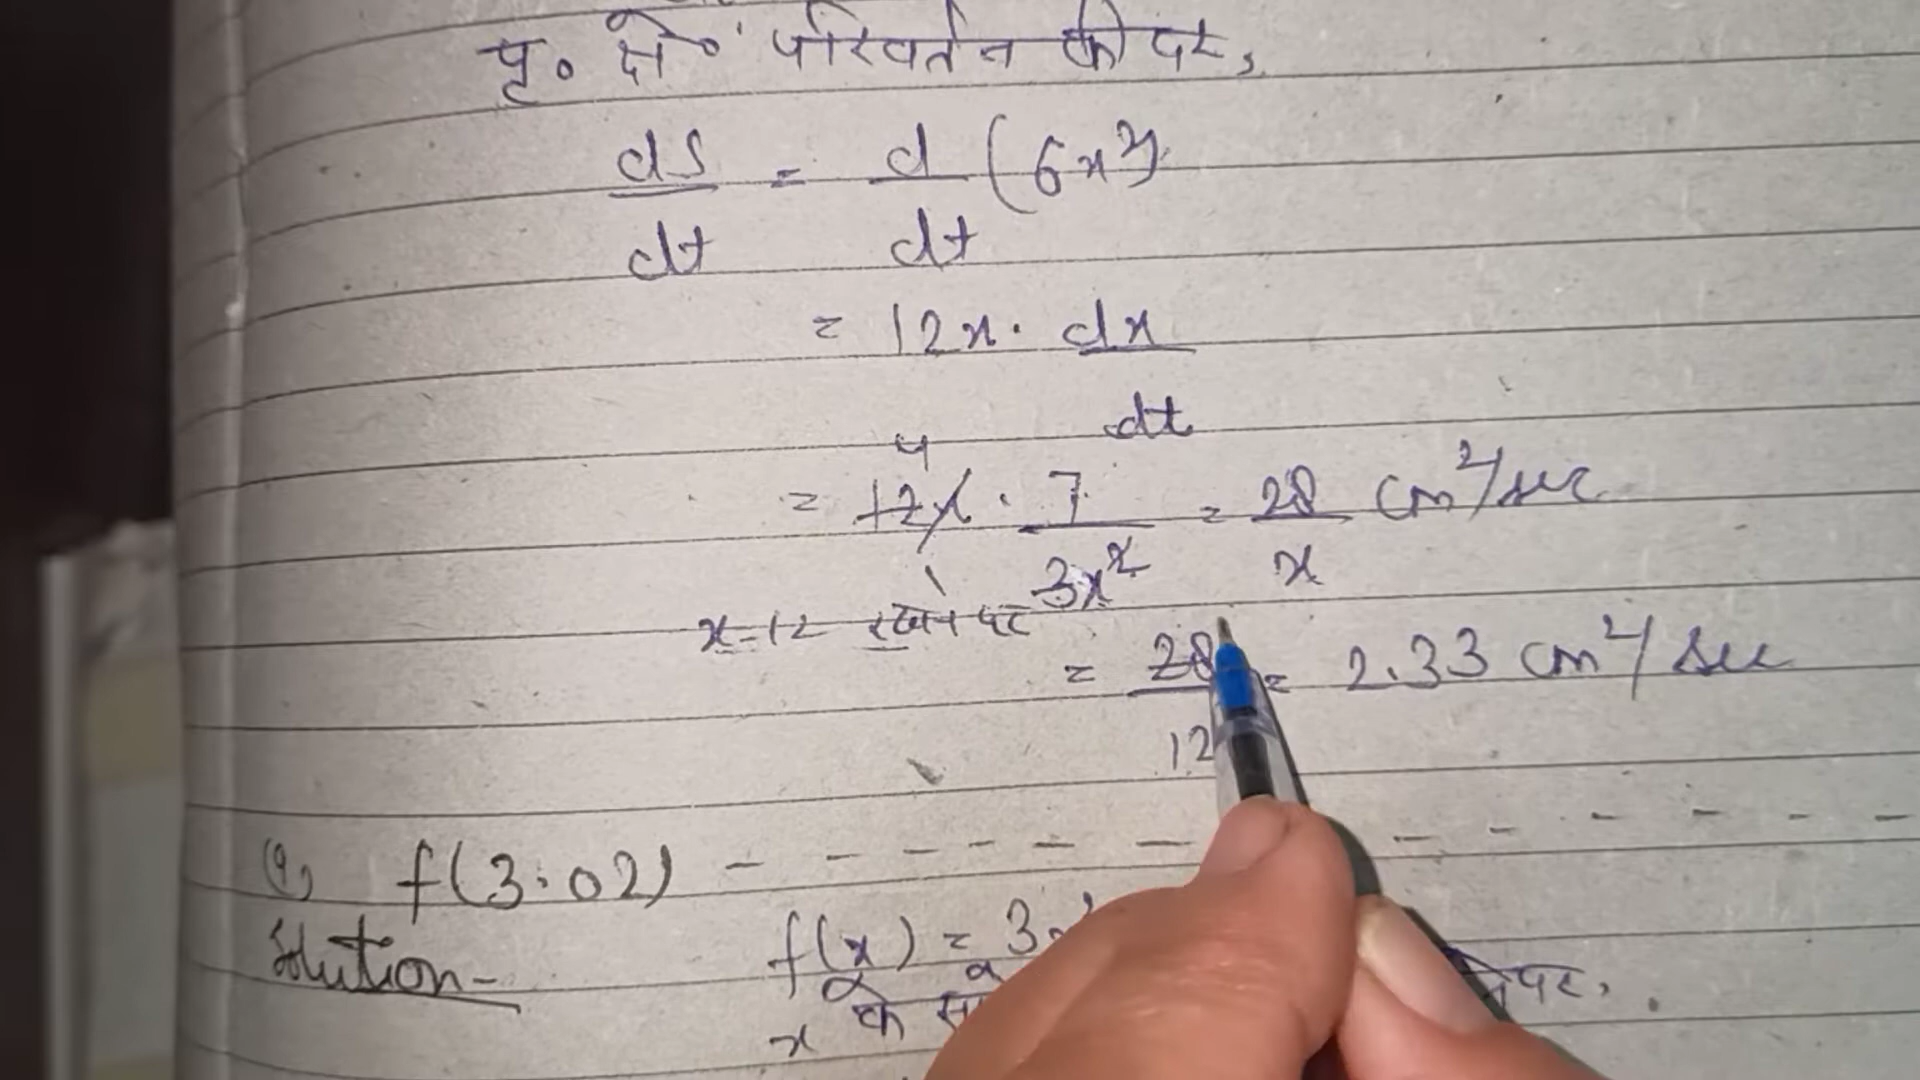 पृ० क्षे० परिवर्तन की दर,
dS/dt = d/dt (6x²)
= 12x · dx/dt
= 12x · 7/3x² = 28/x cm²/sec
x=12 रखने पर
= 28/12 = 2.33 cm²/sec
(9) f(3.02) - - - - - - - - - - - - -
Solution- f(x) = 3
x के पर,